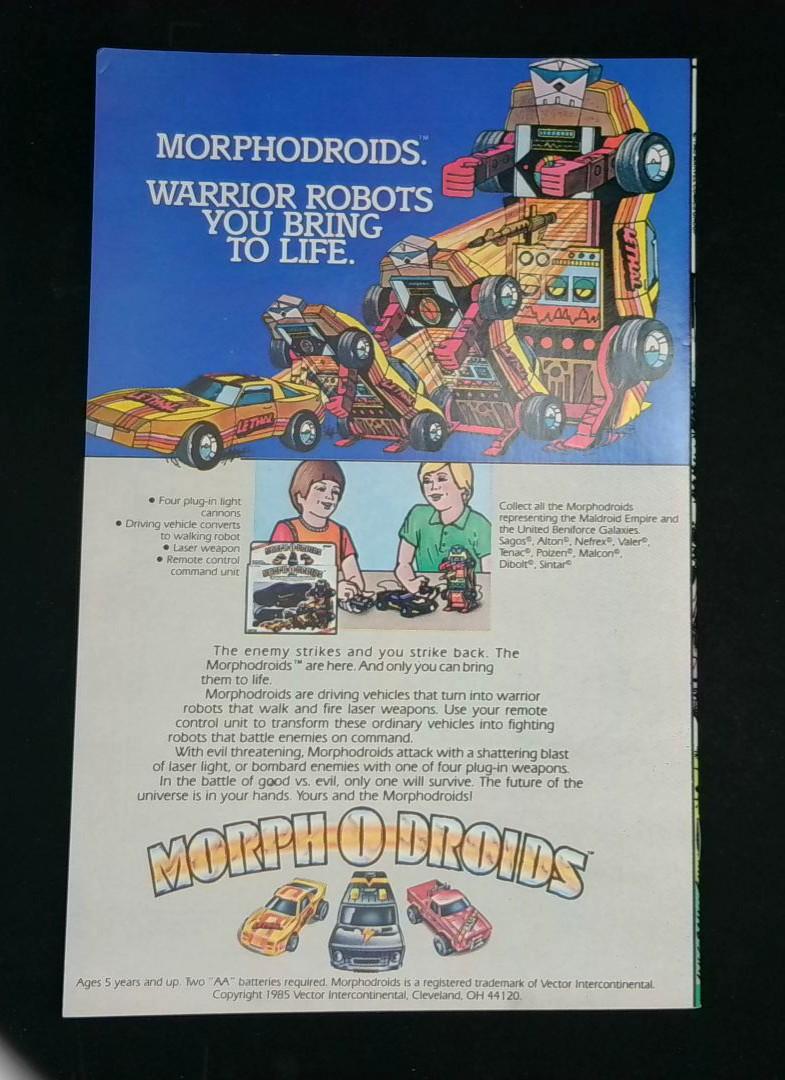 MORPHODROIDS.™
WARRIOR ROBOTS
YOU BRING
TO LIFE.
LETHAL
LETHAL
LETHAL
LETHAL
LETHAL
• Four plug-in light
cannons
• Driving vehicle converts
to walking robot
• Laser weapon
• Remote control
command unit
Collect all the Morphodroids
representing the Maldroid Empire and
the United Beniforce Galaxies.
Sagos©, Alton©, Nefrex©, Valer©,
Tenac©, Poizen©, Malcon©,
Dibolt©, Sintar©
The enemy strikes and you strike back. The
Morphodroids™ are here. And only you can bring
them to life.
Morphodroids are driving vehicles that turn into warrior
robots that walk and fire laser weapons. Use your remote
control unit to transform these ordinary vehicles into fighting
robots that battle enemies on command.
With evil threatening, Morphodroids attack with a shattering blast
of laser light, or bombard enemies with one of four plug-in weapons.
In the battle of good vs. evil, only one will survive. The future of the
universe is in your hands. Yours and the Morphodroids!
MORPH O DROIDS™
Ages 5 years and up. Two "AA" batteries required. Morphodroids is a registered trademark of Vector Intercontinental.
Copyright 1985 Vector Intercontinental, Cleveland, OH 44120.